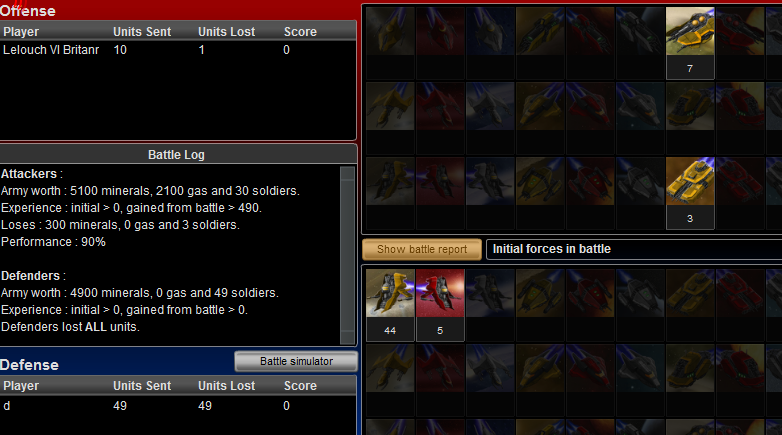 Offense
Player Units Sent Units Lost Score
Lelouch VI Britanr 10 1 0
7
3
Battle Log
Attackers :
Army worth : 5100 minerals, 2100 gas and 30 soldiers.
Experience : initial > 0, gained from battle > 490.
Loses : 300 minerals, 0 gas and 3 soldiers.
Performance : 90%
Defenders :
Army worth : 4900 minerals, 0 gas and 49 soldiers.
Experience : initial > 0, gained from battle > 0.
Defenders lost ALL units.
Show battle report Initial forces in battle
44 5
Defense Battle simulator
Player Units Sent Units Lost Score
d 49 49 0